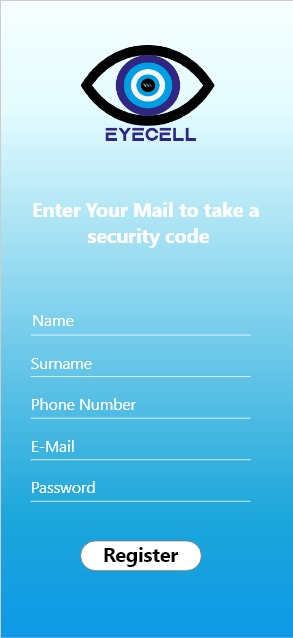 EYECELL
Enter Your Mail to take a
security code
Name
Surname
Phone Number
E-Mail
Password
Register